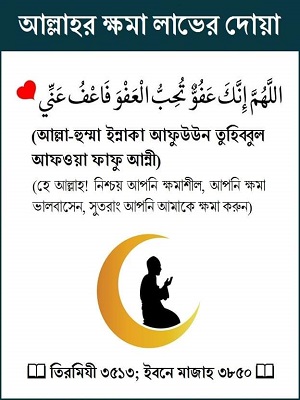 আল্লাহর ক্ষমা লাভের দোয়া
اللَّهُمَّ إِنَّكَ عَفُوٌّ تُحِبُّ الْعَفْوَ فَاعْفُ عَنِّي
(আল্লা-হুম্মা ইন্নাকা আফুউউন তুহিব্বুল
আফওয়া ফাফু আন্নী)
(হে আল্লাহ! নিশ্চয় আপনি ক্ষমাশীল, আপনি ক্ষমা
ভালবাসেন, সুতরাং আপনি আমাকে ক্ষমা করুন)
তিরমিযী ৩৫১৩; ইবনে মাজাহ ৩৮৫০